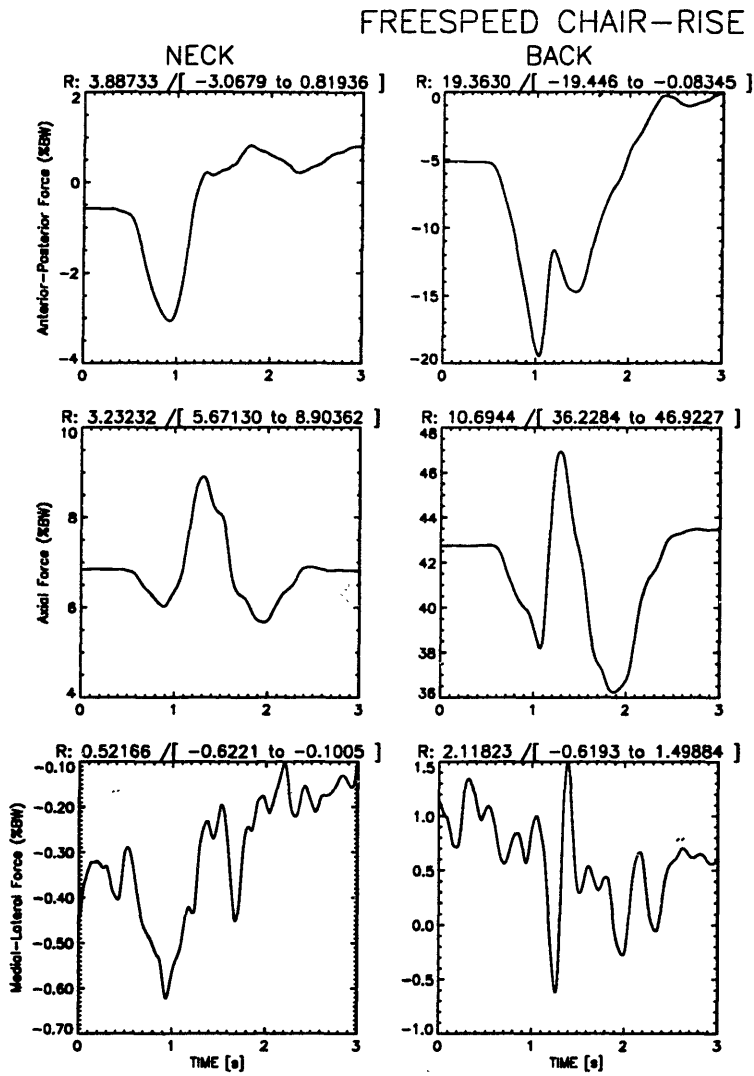 FREESPEED CHAIR-RISE
NECK
BACK
R: 3.88733 /[ -3.0679 to 0.81936 ]
R: 19.3630 /[ -19.446 to -0.08345 ]
Anterior-Posterior Force (%BW)
2
0
-2
-4
0 1 2 3
0
-5
-10
-15
-20
0 1 2 3
R: 3.23232 /[ 5.67130 to 8.90362 ]
R: 10.6944 /[ 36.2284 to 46.9227 ]
Axial Force (%BW)
10
8
6
4
0 1 2 3
48
46
44
42
40
38
36
0 1 2 3
R: 0.52166 /[ -0.6221 to -0.1005 ]
R: 2.11823 /[ -0.6193 to 1.49884 ]
Medial-Lateral Force (%BW)
-0.10
-0.20
-0.30
-0.40
-0.50
-0.60
-0.70
0 1 2 3
TIME [s]
1.5
1.0
0.5
0.0
-0.5
-1.0
0 1 2 3
TIME [s]